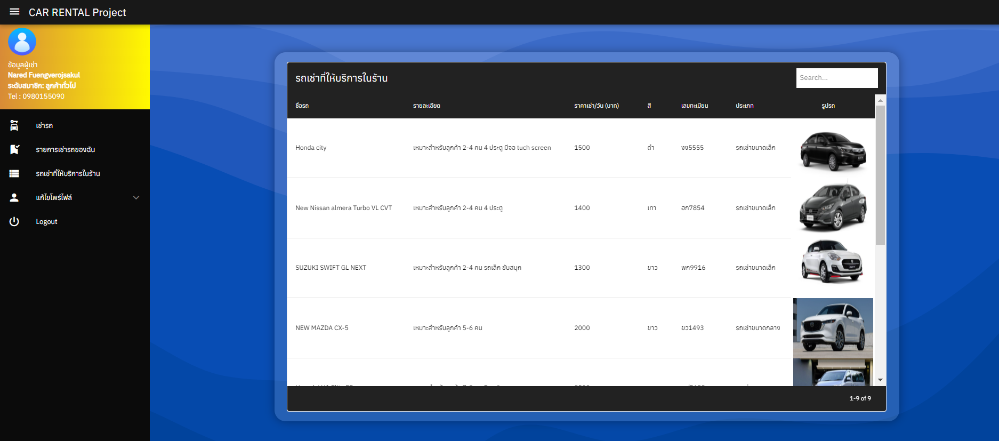 CAR RENTAL Project
ข้อมูลผู้เช่า
Nared Fuengverojsakul
ระดับสมาชิก: ลูกค้าทั่วไป
Tel : 0980155090
เช่ารถ
รายการเช่ารถของฉัน
รถเช่าที่ให้บริการในร้าน
แก้ไขโพร์ไฟล์
Logout
รถเช่าที่ให้บริการในร้าน
Search...
ชื่อรถ รายละเอียด ราคาเช่า/วัน (บาท) สี เลขทะเบียน ประเภท รูปรถ
Honda city เหมาะสำหรับลูกค้า 2-4 คน 4 ประตู มีจอ tuch screen 1500 ดำ งง5555 รถเช่าขนาดเล็ก
New Nissan almera Turbo VL CVT เหมาะสำหรับลูกค้า 2-4 คน 4 ประตู 1400 เทา ฮก7854 รถเช่าขนาดเล็ก
SUZUKI SWIFT GL NEXT เหมาะสำหรับลูกค้า 2-4 คน รถเล็ก ขับสนุก 1300 ขาว พก9916 รถเช่าขนาดเล็ก
NEW MAZDA CX-5 เหมาะสำหรับลูกค้า 5-6 คน 2000 ขาว ยว1493 รถเช่าขนาดกลาง
1-9 of 9